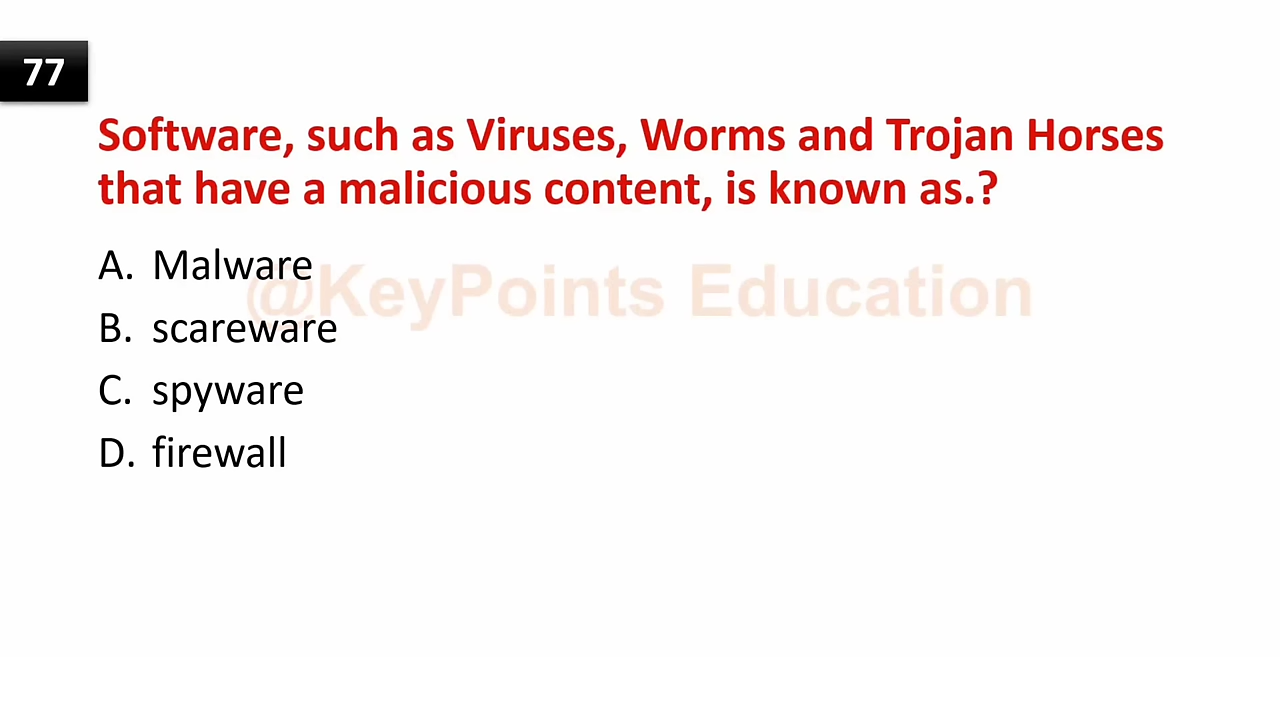 77
Software, such as Viruses, Worms and Trojan Horses
that have a malicious content, is known as.?
A. Malware
@KeyPoints Education
B. scareware
C. spyware
D. firewall